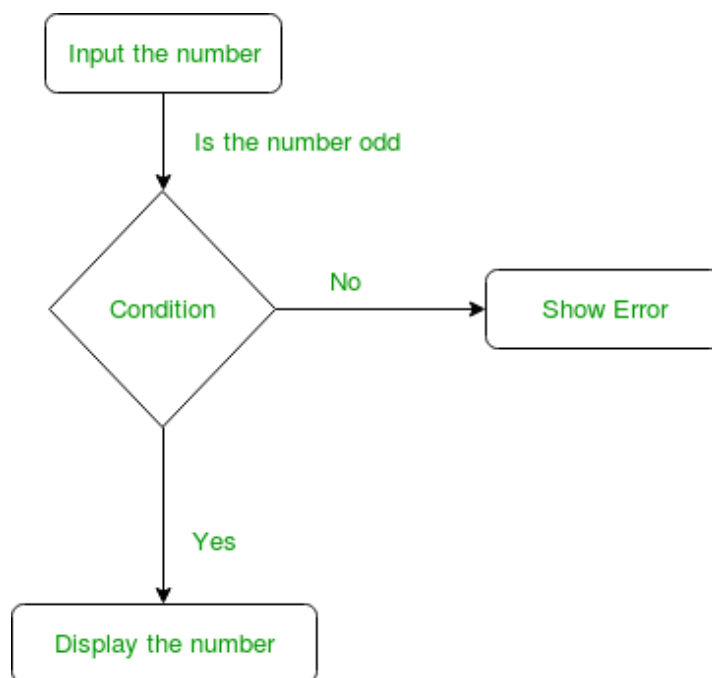 Input the number
Is the number odd
Condition
No
Show Error
Yes
Display the number